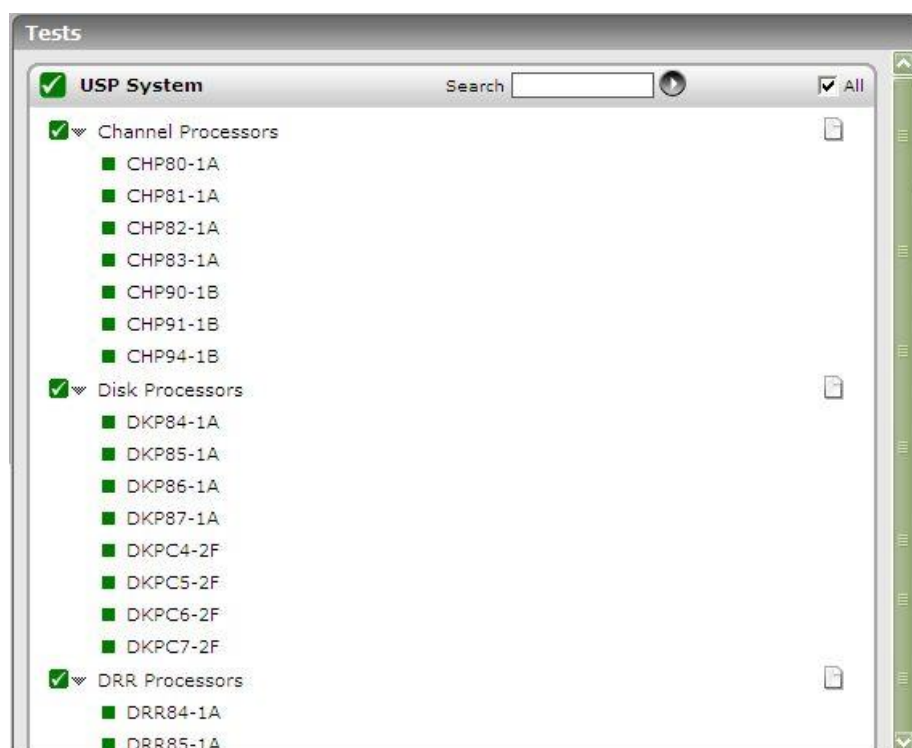 Tests
USP System Search All
Channel Processors
CHP80-1A
CHP81-1A
CHP82-1A
CHP83-1A
CHP90-1B
CHP91-1B
CHP94-1B
Disk Processors
DKP84-1A
DKP85-1A
DKP86-1A
DKP87-1A
DKPC4-2F
DKPC5-2F
DKPC6-2F
DKPC7-2F
DRR Processors
DRR84-1A
DRR85-1A